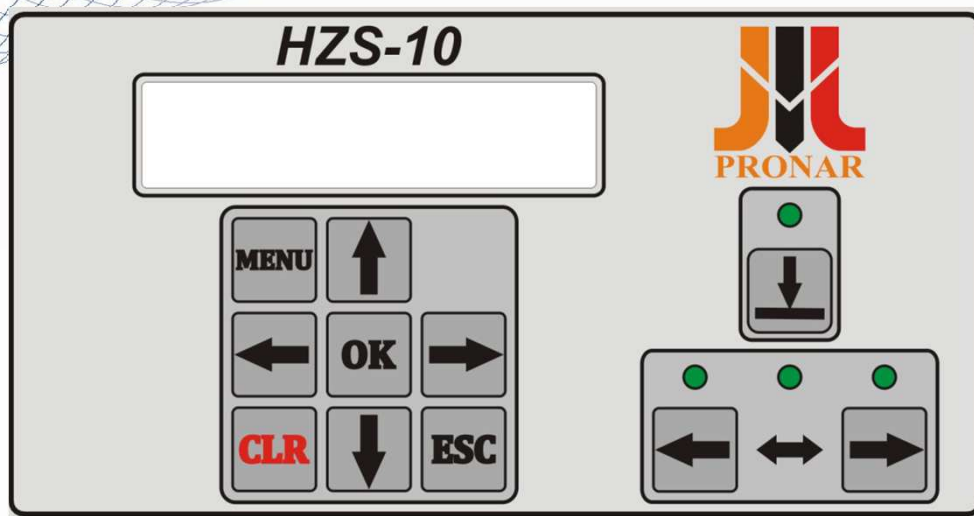 HZS-10
PRONAR
MENU
OK
CLR
ESC